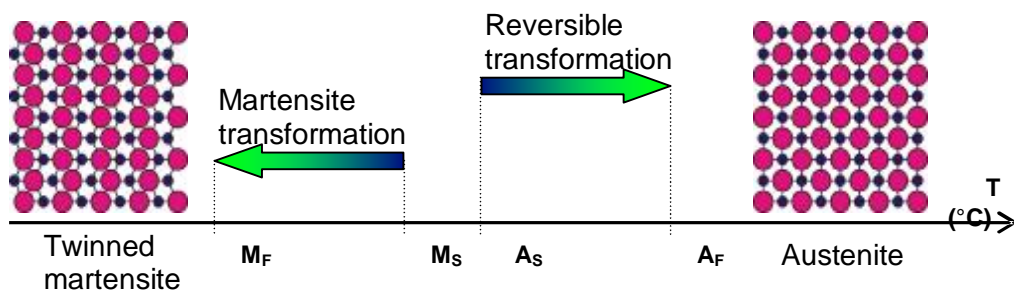 Reversible
transformation
Martensite
transformation
T
(°C)
Twinned
martensite
MF
MS
AS
AF
Austenite